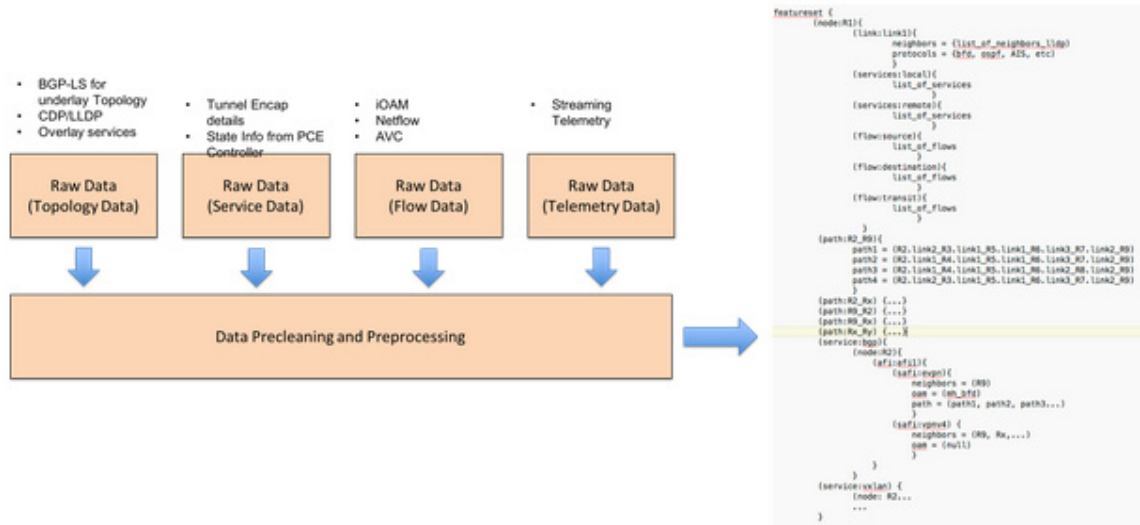 • BGP-LS for
underlay Topology
• CDP/LLDP
• Overlay services
• Tunnel Encap
details
• State Info from PCE
Controller
• iOAM
• Netflow
• AVC
• Streaming
Telemetry
Raw Data
(Topology Data)
Raw Data
(Service Data)
Raw Data
(Flow Data)
Raw Data
(Telemetry Data)
Data Precleaning and Preprocessing
featureset {
(node:R1){
(link:link1){
neighbors = {list_of_neighbors_lldp)
protocols = (bfd, ospf, AIS, etc)
}
(services:local){
list_of_services
}
(services:remote){
list_of_services
}
(flow:source){
list_of_flows
}
(flow:destination){
list_of_flows
}
(flow:transit){
list_of_flows
}
}
(path:R2_R9){
path1 = (R2.link2_R3.link1_R5.link1_R6.link3_R7.link2_R9)
path2 = (R2.link1_R4.link1_R5.link1_R6.link3_R7.link2_R9)
path3 = (R2.link1_R4.link1_R5.link1_R6.link2_R8.link2_R9)
path4 = (R2.link2_R3.link1_R5.link1_R6.link3_R7.link2_R9)
}
(path:R2_Rx) {...}
(path:R9_R2) {...}
(path:R9_Rx) {...}
(path:Rx_Ry) {...}
(service:bgp){
(node:R2){
(afi:afi1){
(safi:evpn){
neighbors = (R9)
oam = (mh_bfd)
path = (path1, path2, path3...)
}
(safi:vpnv4) {
neighbors = (R9, Rx,...)
oam = (null)
}
}
}
(service:vxlan) {
(node: R2...
...
}